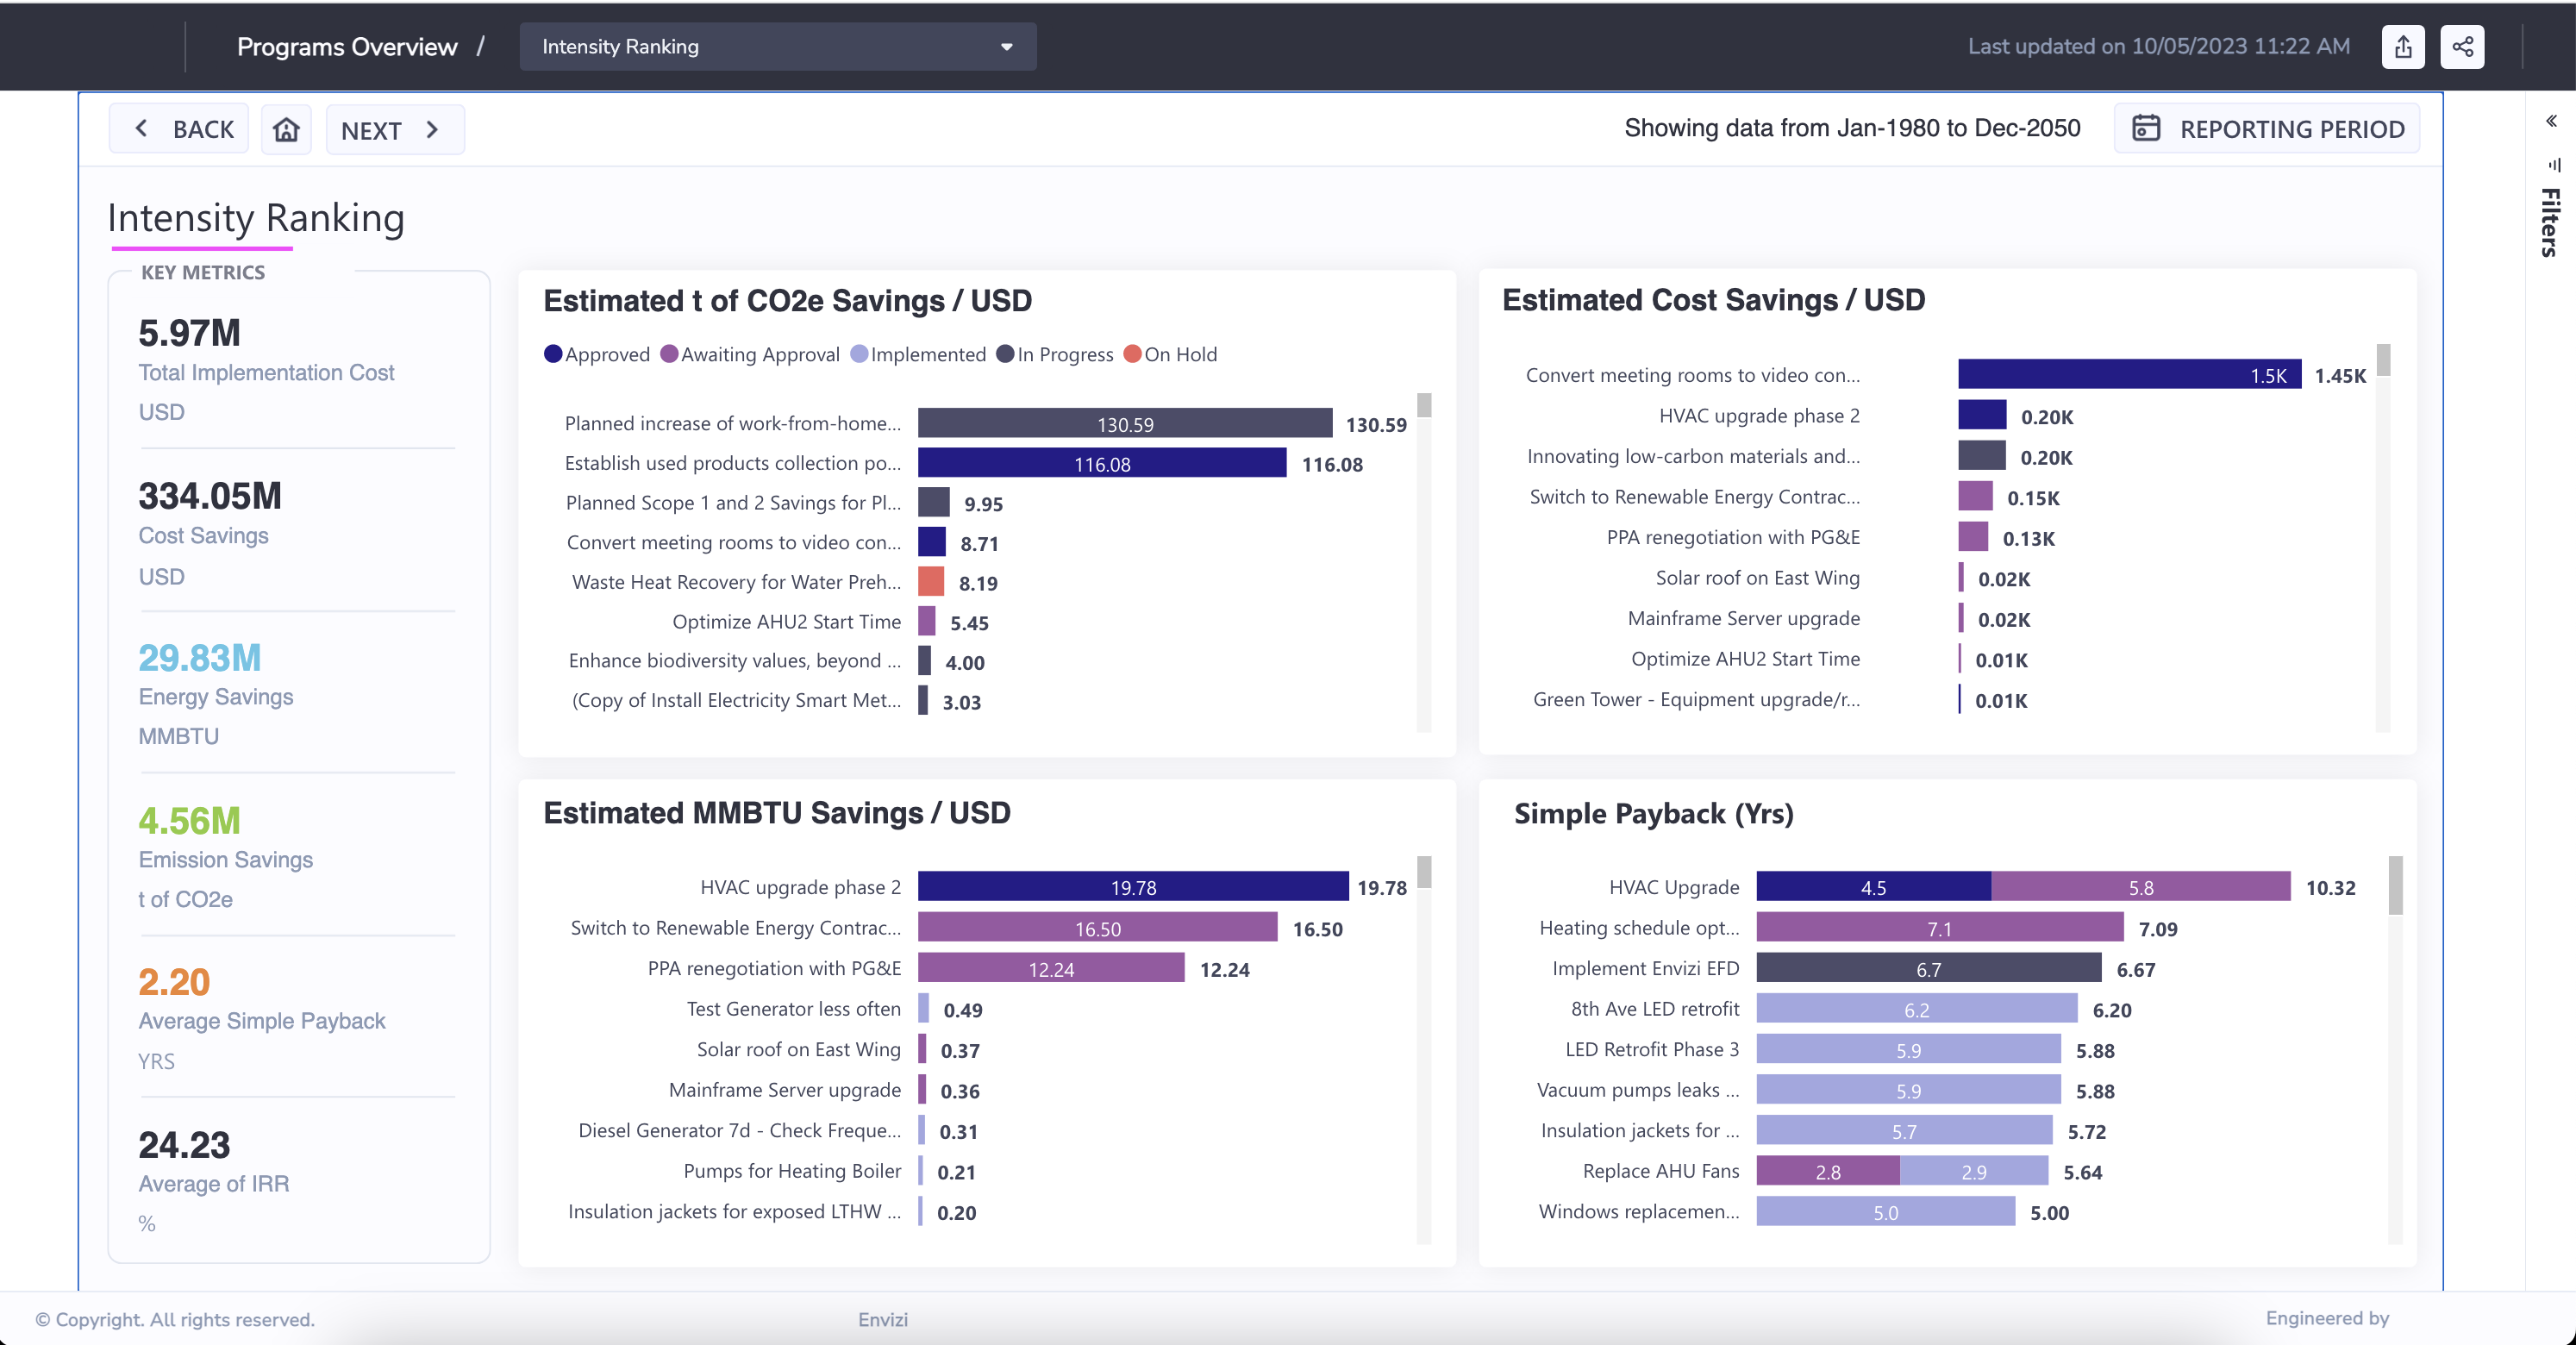 Programs Overview /
Intensity Ranking
Last updated on 10/05/2023 11:22 AM
BACK
NEXT
Showing data from Jan-1980 to Dec-2050
REPORTING PERIOD
Filters
Intensity Ranking
KEY METRICS
5.97M
Total Implementation Cost
USD
334.05M
Cost Savings
USD
29.83M
Energy Savings
MMBTU
4.56M
Emission Savings
t of CO2e
2.20
Average Simple Payback
YRS
24.23
Average of IRR
%
Estimated t of CO2e Savings / USD
Approved Awaiting Approval Implemented In Progress On Hold
Planned increase of work-from-home... 130.59 130.59
Establish used products collection po... 116.08 116.08
Planned Scope 1 and 2 Savings for Pl... 9.95
Convert meeting rooms to video con... 8.71
Waste Heat Recovery for Water Preh... 8.19
Optimize AHU2 Start Time 5.45
Enhance biodiversity values, beyond ... 4.00
(Copy of Install Electricity Smart Met... 3.03
Estimated Cost Savings / USD
Convert meeting rooms to video con... 1.5K 1.45K
HVAC upgrade phase 2 0.20K
Innovating low-carbon materials and... 0.20K
Switch to Renewable Energy Contrac... 0.15K
PPA renegotiation with PG&E 0.13K
Solar roof on East Wing 0.02K
Mainframe Server upgrade 0.02K
Optimize AHU2 Start Time 0.01K
Green Tower - Equipment upgrade/r... 0.01K
Estimated MMBTU Savings / USD
HVAC upgrade phase 2 19.78 19.78
Switch to Renewable Energy Contrac... 16.50 16.50
PPA renegotiation with PG&E 12.24 12.24
Test Generator less often 0.49
Solar roof on East Wing 0.37
Mainframe Server upgrade 0.36
Diesel Generator 7d - Check Freque... 0.31
Pumps for Heating Boiler 0.21
Insulation jackets for exposed LTHW ... 0.20
Simple Payback (Yrs)
HVAC Upgrade 4.5 5.8 10.32
Heating schedule opt... 7.1 7.09
Implement Envizi EFD 6.7 6.67
8th Ave LED retrofit 6.2 6.20
LED Retrofit Phase 3 5.9 5.88
Vacuum pumps leaks ... 5.9 5.88
Insulation jackets for ... 5.7 5.72
Replace AHU Fans 2.8 2.9 5.64
Windows replacemen... 5.0 5.00
© Copyright. All rights reserved.
Envizi
Engineered by